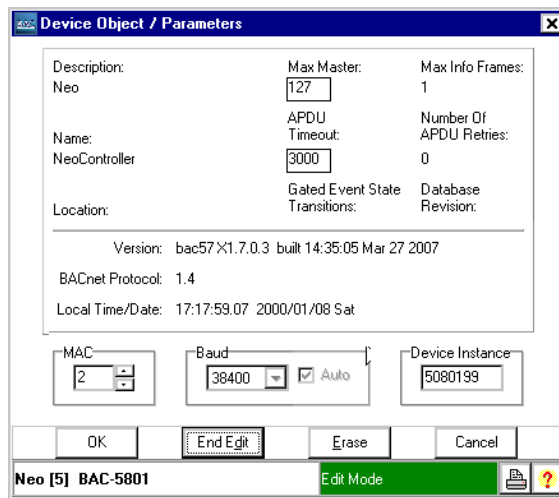 Device Object / Parameters
Description: Max Master: Max Info Frames:
Neo 127 1
APDU Timeout: Number Of APDU Retries:
Name:
NeoController 3000 0
Gated Event State Transitions: Database Revision:
Location:
Version: bac57 X1.7.0.3 built 14:35:05 Mar 27 2007
BACnet Protocol: 1.4
Local Time/Date: 17:17:59.07 2000/01/08 Sat
MAC Baud Device Instance
2 38400 Auto 5080199
OK End Edit Erase Cancel
Neo [5] BAC-5801 Edit Mode ?